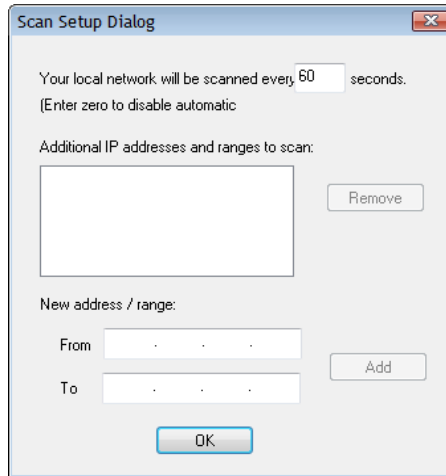 Scan Setup Dialog
Your local network will be scanned every 60 seconds.
(Enter zero to disable automatic
Additional IP addresses and ranges to scan:
Remove
New address / range:
From . . .
Add
To . . .
OK